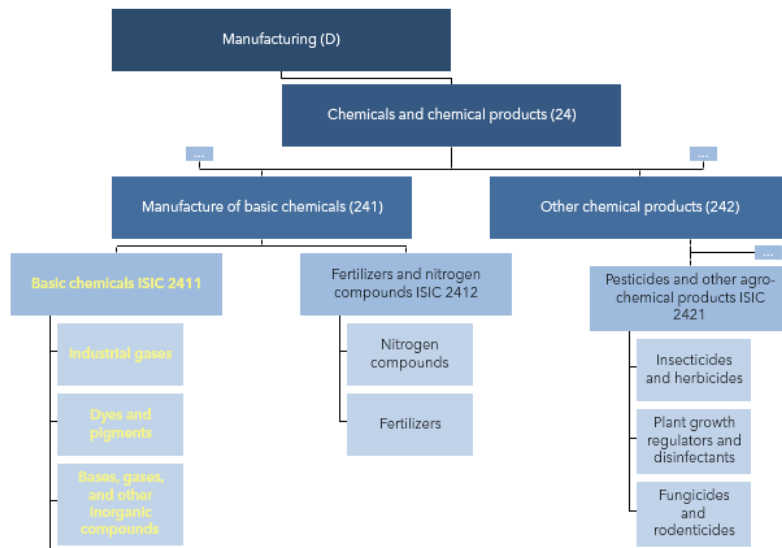 Manufacturing (D)
Chemicals and chemical products (24)
...
...
Manufacture of basic chemicals (241)
Other chemical products (242)
...
Basic chemicals ISIC 2411
Fertilizers and nitrogen
compounds ISIC 2412
Pesticides and other agro-
chemical products ISIC
2421
Industrial gases
Nitrogen
compounds
Insecticides
and herbicides
Dyes and
pigments
Fertilizers
Plant growth
regulators and
disinfectants
Bases, gases,
and other
inorganic
compounds
Fungicides
and
rodenticides